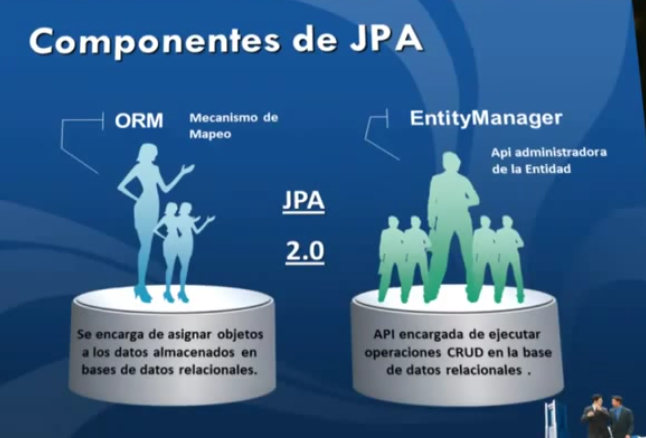 Componentes de JPA
ORM
Mecanismo de
Mapeo
EntityManager
Api administradora
de la Entidad
JPA
2.0
Se encarga de asignar objetos
a los datos almacenados en
bases de datos relacionales.
API encargada de ejecutar
operaciones CRUD en la base
de datos relacionales .